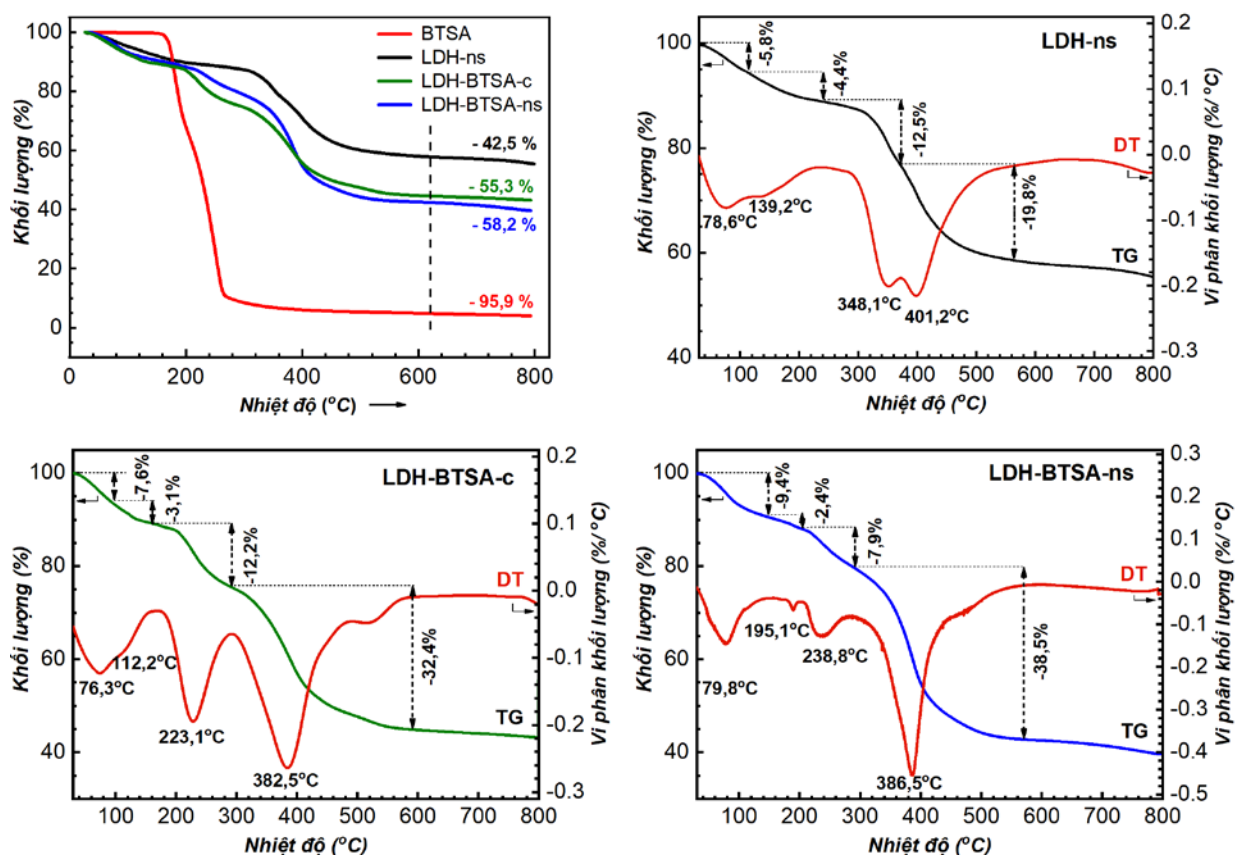 100
80
60
40
20
0
Khối lượng (%)
BTSA
LDH-ns
LDH-BTSA-c
LDH-BTSA-ns
- 42,5 %
- 55,3 %
- 58,2 %
- 95,9 %
0 200 400 600 800
Nhiệt độ (°C)
LDH-ns
100
80
60
40
Khối lượng (%)
-5,8%
-4,4%
-12,5%
-19,8%
DT
TG
78,6°C
139,2°C
348,1°C
401,2°C
0.2
0.1
0.0
-0.1
-0.2
-0.3
Vi phân khối lượng (%/ °C)
100 200 300 400 500 600 700 800
Nhiệt độ (°C)
LDH-BTSA-c
100
80
60
40
Khối lượng (%)
-7,6%
-3,1%
-12,2%
-32,4%
DT
TG
76,3°C
112,2°C
223,1°C
382,5°C
0.2
0.1
0.0
-0.1
-0.2
-0.3
Vi phân khối lượng (%/ °C)
100 200 300 400 500 600 700 800
Nhiệt độ (°C)
LDH-BTSA-ns
100
80
60
40
Khối lượng (%)
-9,4%
-2,4%
-7,9%
-38,5%
DT
TG
79,8°C
195,1°C
238,8°C
386,5°C
0.3
0.2
0.1
0.0
-0.1
-0.2
-0.3
-0.4
-0.5
Vi phân khối lượng (%/ °C)
100 200 300 400 500 600 700 800
Nhiệt độ (°C)